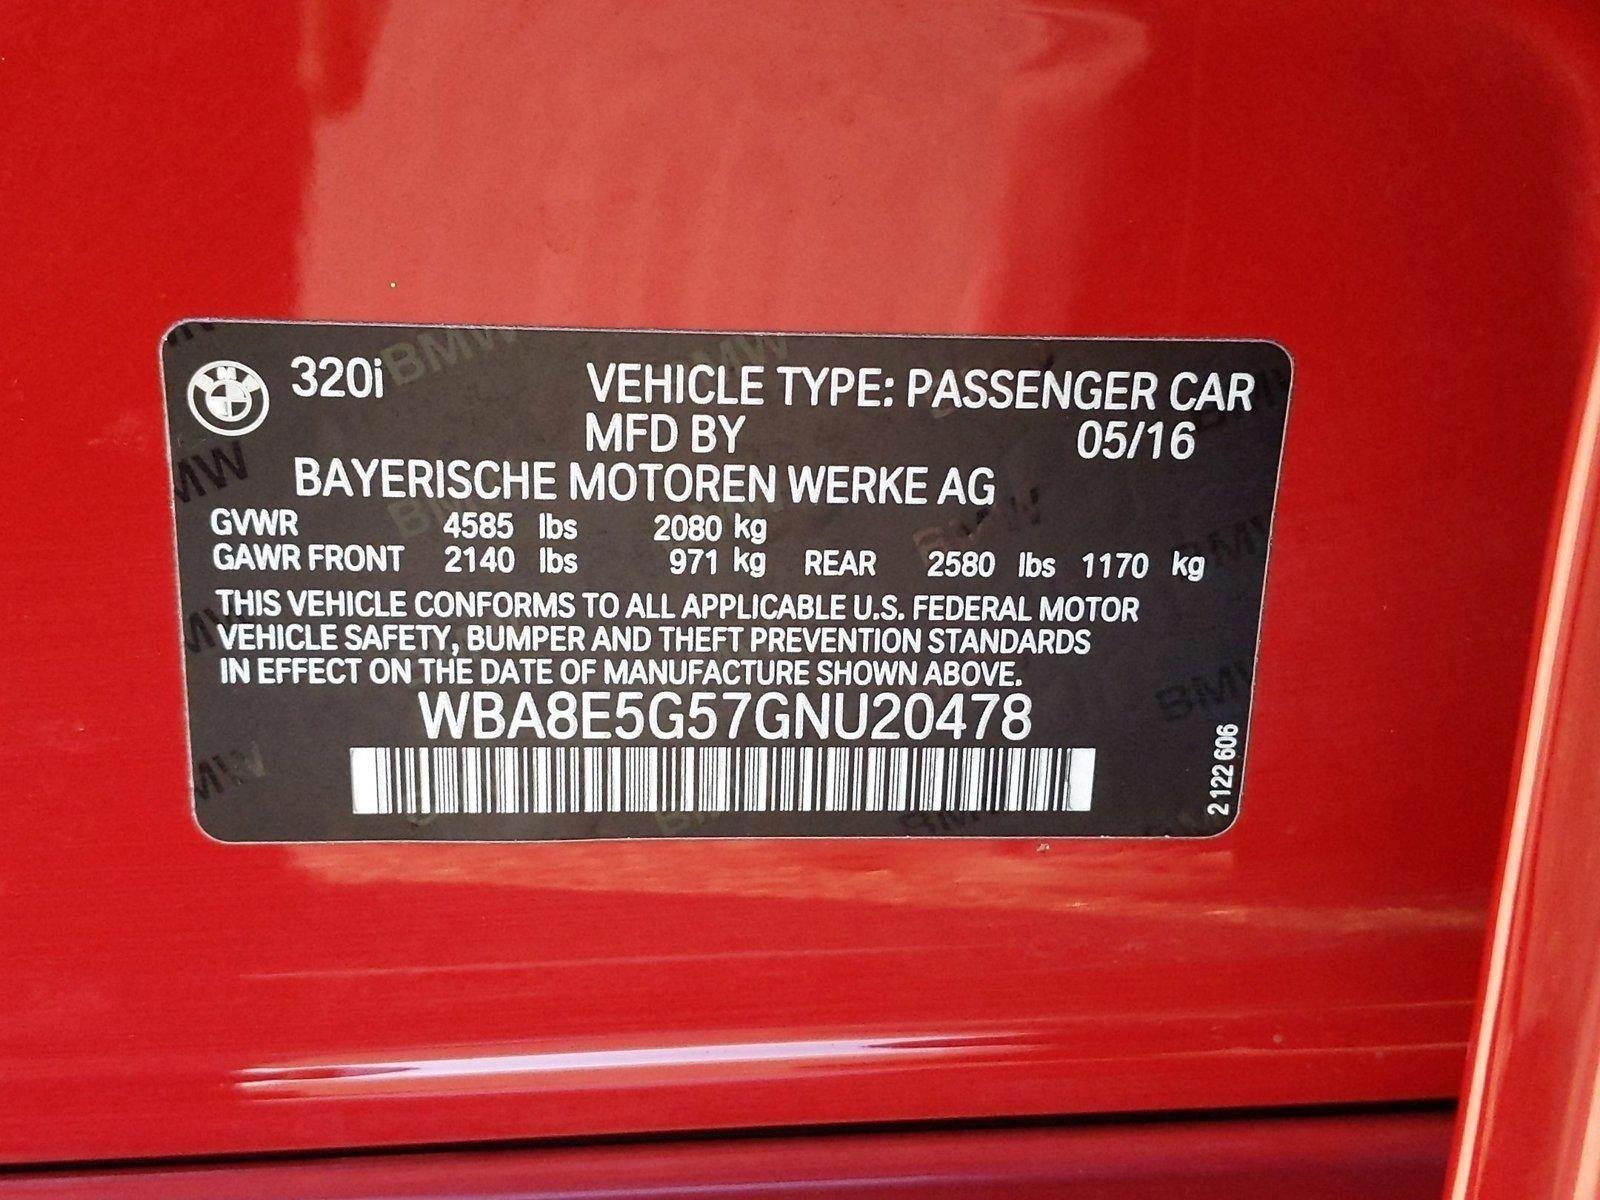 320i VEHICLE TYPE: PASSENGER CAR
MFD BY 05/16
BAYERISCHE MOTOREN WERKE AG
GVWR 4585 lbs 2080 kg
GAWR FRONT 2140 lbs 971 kg REAR 2580 lbs 1170 kg
THIS VEHICLE CONFORMS TO ALL APPLICABLE U.S. FEDERAL MOTOR
VEHICLE SAFETY, BUMPER AND THEFT PREVENTION STANDARDS
IN EFFECT ON THE DATE OF MANUFACTURE SHOWN ABOVE.
WBA8E5G57GNU20478
2 122 606